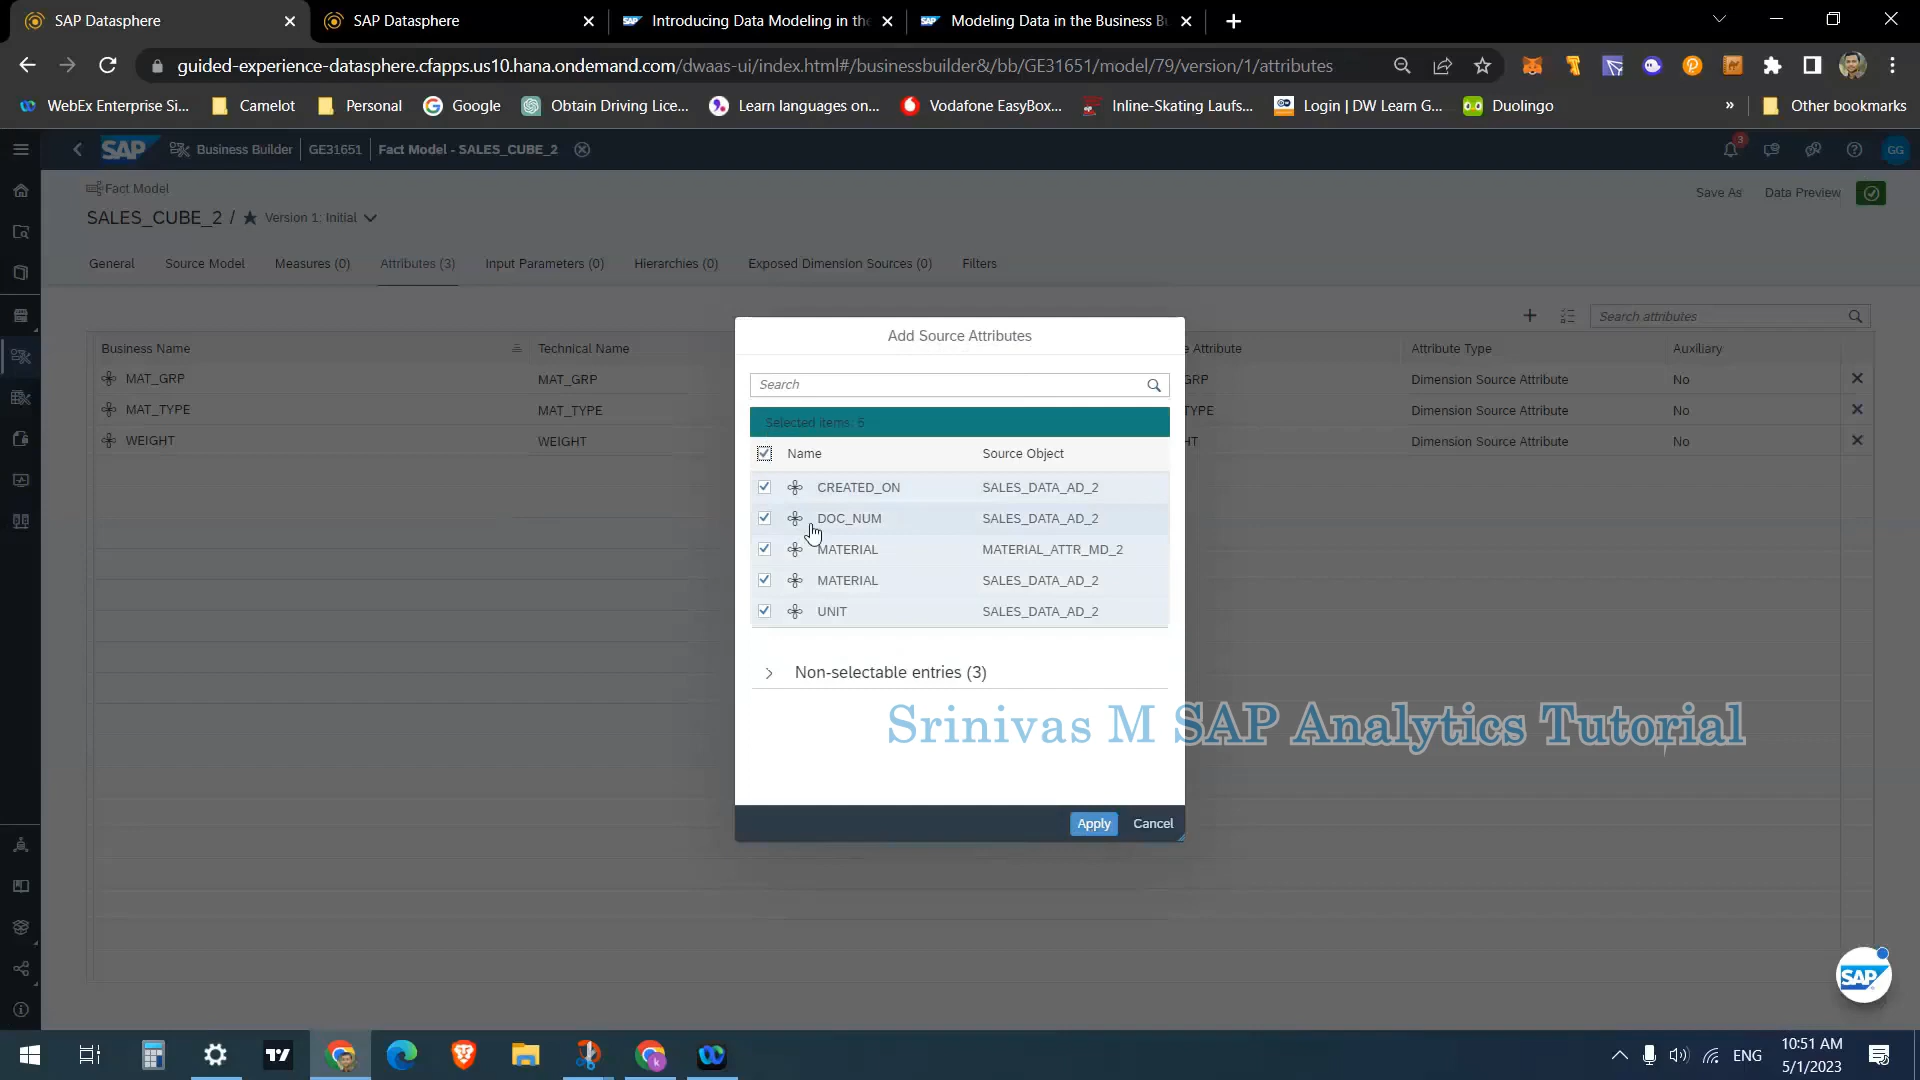 SAP Datasphere
SAP Datasphere
Introducing Data Modeling in the
Modeling Data in the Business B
guided-experience-datasphere.cfapps.us10.hana.ondemand.com/dwaas-ui/index.html#/businessbuilder&/bb/GE31651/model/79/version/1/attributes
WebEx Enterprise Si... Camelot Personal Google Obtain Driving Lice... Learn languages on... Vodafone EasyBox... Inline-Skating Laufs... Login | DW Learn G... Duolingo » Other bookmarks
SAP Business Builder GE31651 Fact Model - SALES_CUBE_2 3 GG
Fact Model
Save As Data Preview
SALES_CUBE_2 / Version 1: Initial
General Source Model Measures (0) Attributes (3) Input Parameters (0) Hierarchies (0) Exposed Dimension Sources (0) Filters
Search attributes
Business Name Technical Name Attribute Attribute Type Auxiliary
MAT_GRP MAT_GRP GRP Dimension Source Attribute No
MAT_TYPE MAT_TYPE TYPE Dimension Source Attribute No
WEIGHT WEIGHT HT Dimension Source Attribute No
Add Source Attributes
Search
Selected items: 5
Name Source Object
CREATED_ON SALES_DATA_AD_2
DOC_NUM SALES_DATA_AD_2
MATERIAL MATERIAL_ATTR_MD_2
MATERIAL SALES_DATA_AD_2
UNIT SALES_DATA_AD_2
Non-selectable entries (3)
Srinivas M SAP Analytics Tutorial
Apply Cancel
SAP
ENG
10:51 AM
5/1/2023